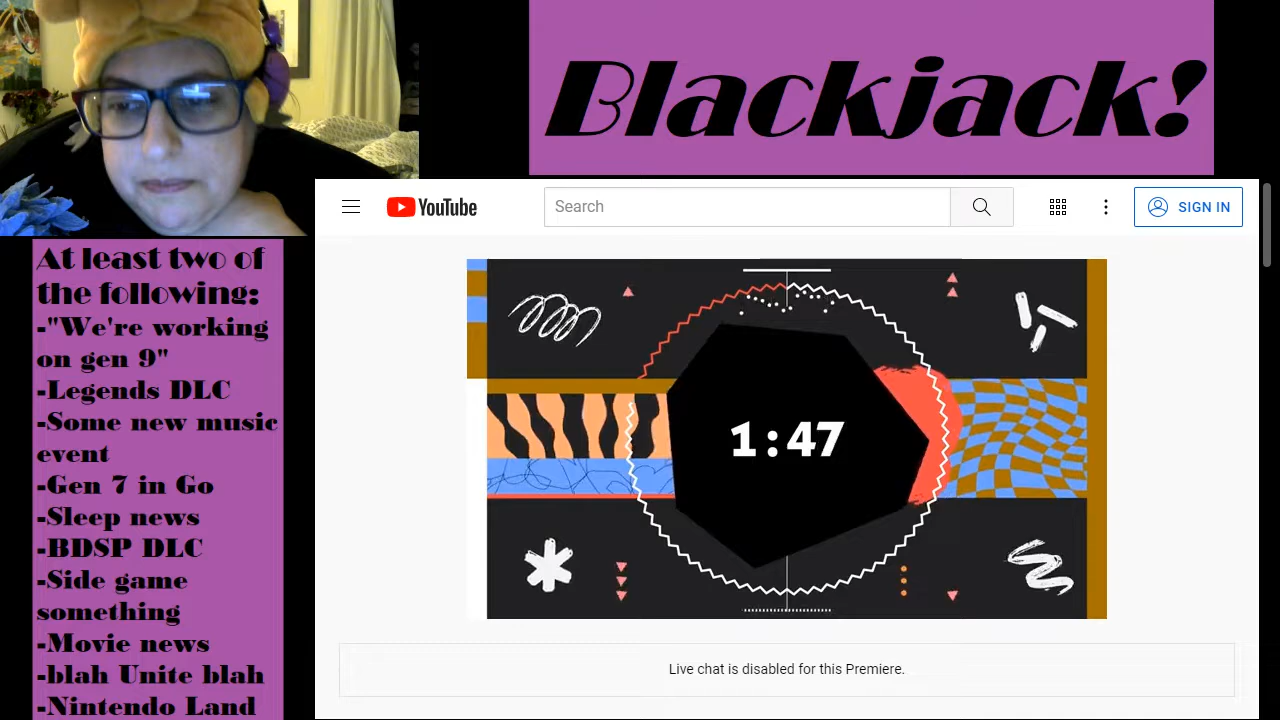 Blackjack!
YouTube
Search
SIGN IN
At least two of
the following:
-"We're working
on gen 9"
-Legends DLC
-Some new music
event
-Gen 7 in Go
-Sleep news
-BDSP DLC
-Side game
something
-Movie news
-blah Unite blah
-Nintendo Land
1:47
Live chat is disabled for this Premiere.